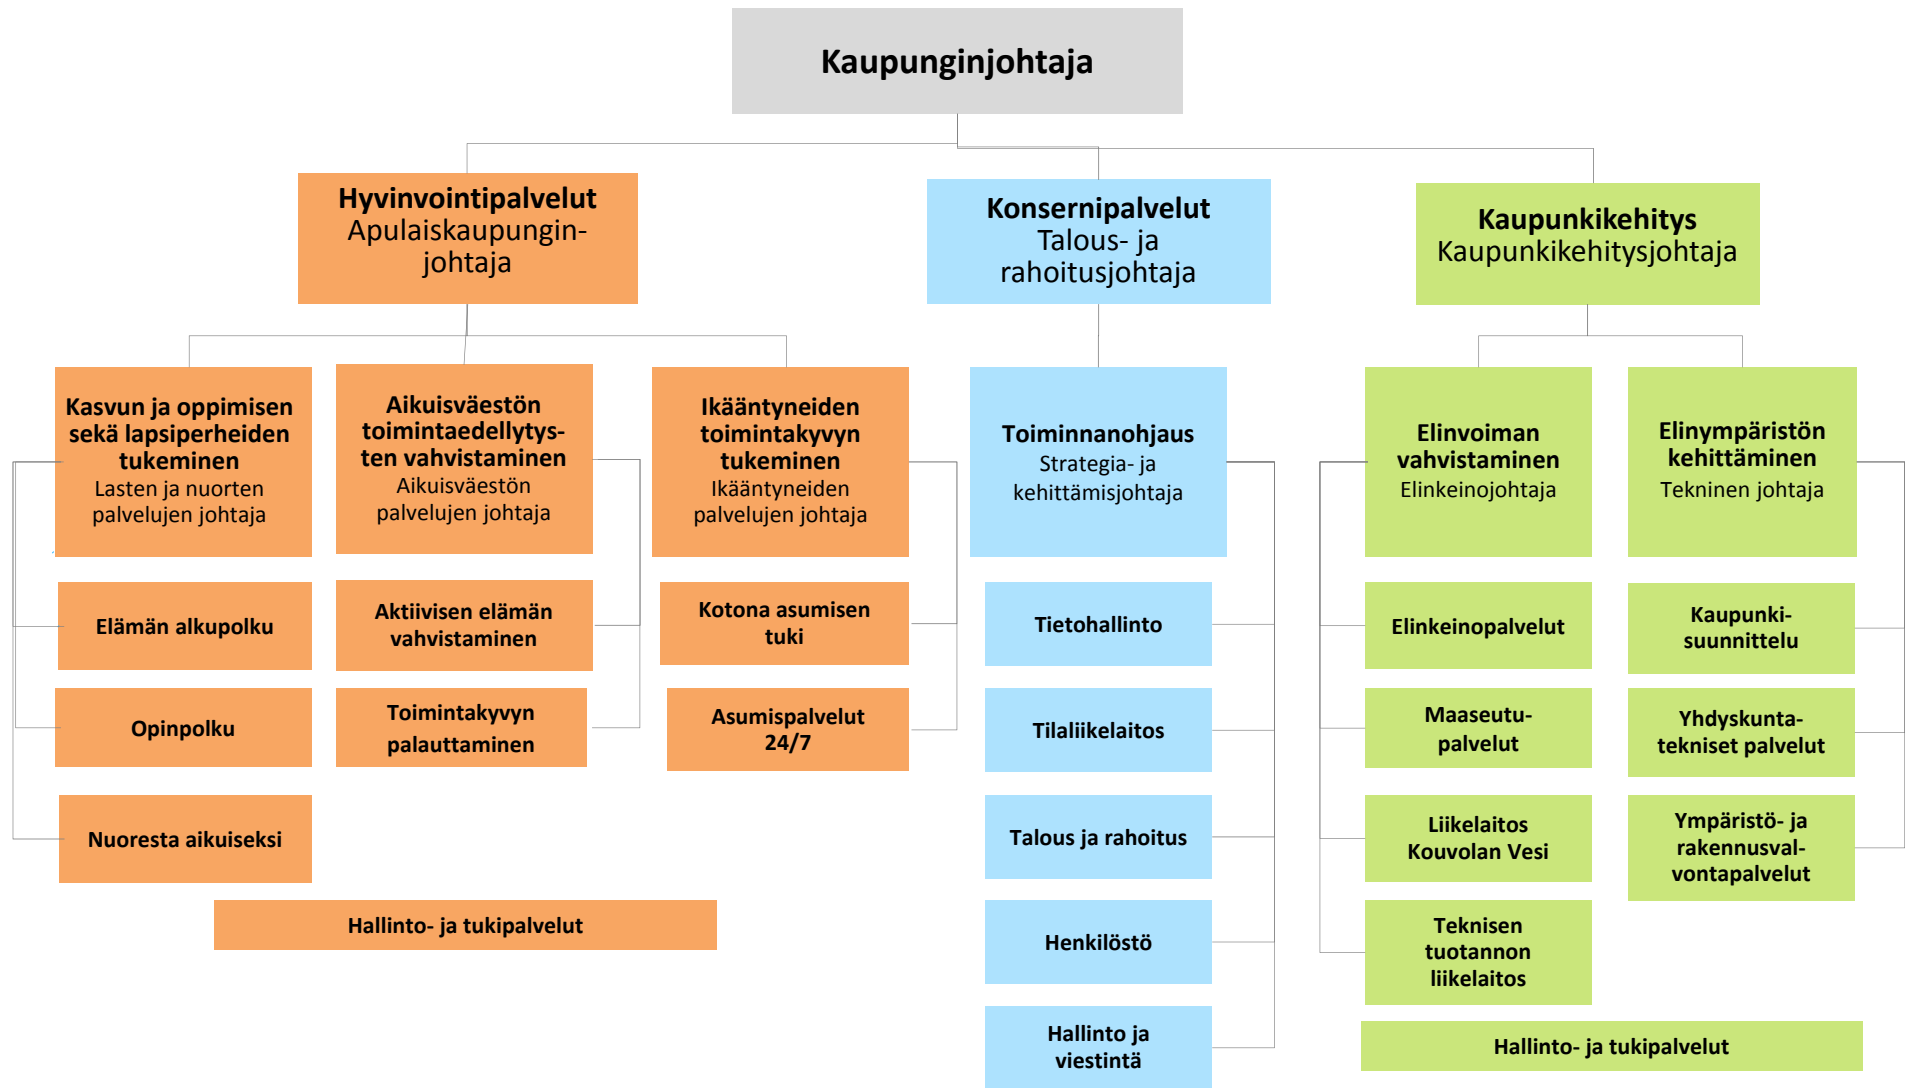 Kaupunginjohtaja
Hyvinvointipalvelut
Apulaiskaupungin-
johtaja
Konsernipalvelut
Talous- ja
rahoitusjohtaja
Kaupunkikehitys
Kaupunkikehitysjohtaja
Kasvun ja oppimisen
sekä lapsiperheiden
tukeminen
Lasten ja nuorten
palvelujen johtaja
Aikuisväestön
toimintaedellytys-
ten vahvistaminen
Aikuisväestön
palvelujen johtaja
Ikääntyneiden
toimintakyvyn
tukeminen
Ikääntyneiden
palvelujen johtaja
Toiminnanohjaus
Strategia- ja
kehittämisjohtaja
Elinvoiman
vahvistaminen
Elinkeinojohtaja
Elinympäristön
kehittäminen
Tekninen johtaja
Elämän alkupolku
Aktiivisen elämän
vahvistaminen
Kotona asumisen
tuki
Tietohallinto
Elinkeinopalvelut
Kaupunki-
suunnittelu
Opinpolku
Toimintakyvyn
palauttaminen
Asumispalvelut
24/7
Tilaliikelaitos
Maaseutu-
palvelut
Yhdyskunta-
tekniset palvelut
Nuoresta aikuiseksi
Talous ja rahoitus
Liikelaitos
Kouvolan Vesi
Ympäristö- ja
rakennusval-
vontapalvelut
Hallinto- ja tukipalvelut
Henkilöstö
Teknisen
tuotannon
liikelaitos
Hallinto ja
viestintä
Hallinto- ja tukipalvelut